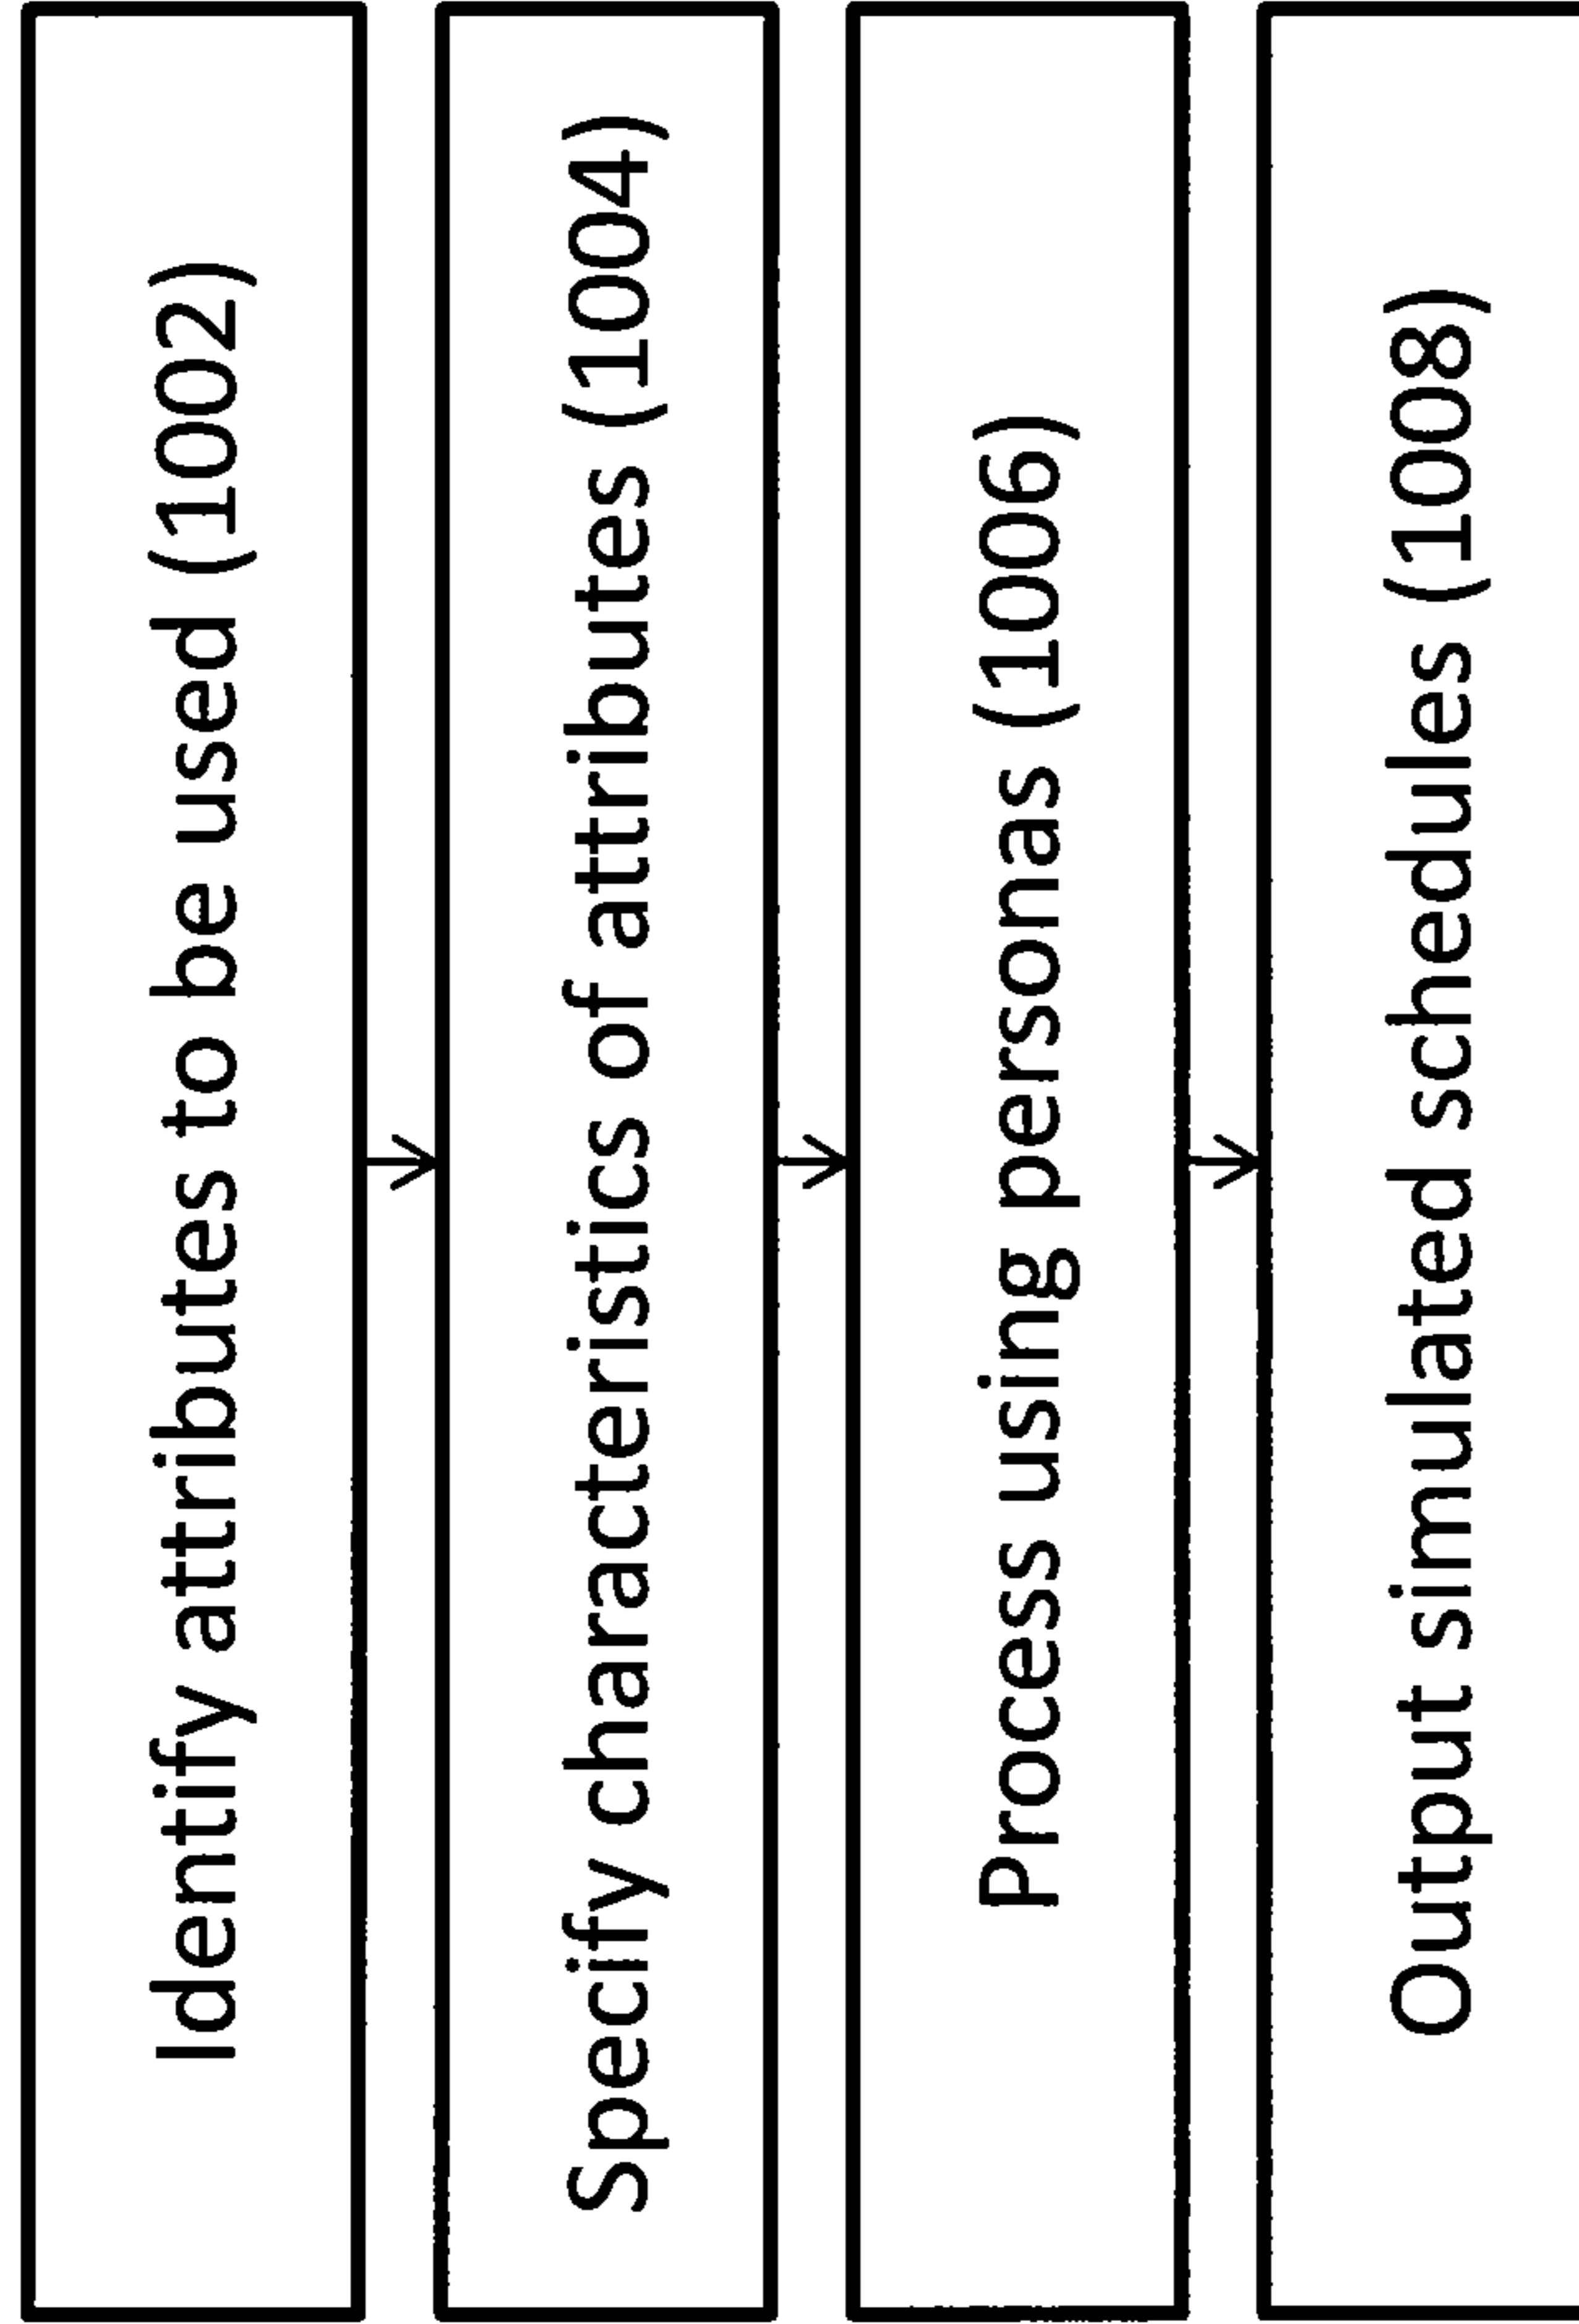 Identify attributes to be used (1002)
Specify characteristics of attributes (1004)
Process using personas (1006)
Output simulated schedules (1008)